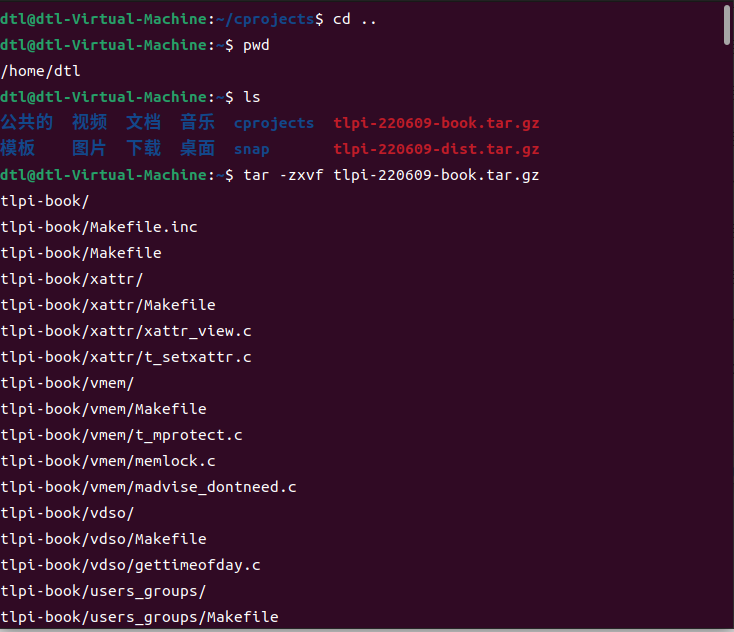 dtl@dtl-Virtual-Machine:~/cprojects$ cd ..
dtl@dtl-Virtual-Machine:~$ pwd
/home/dtl
dtl@dtl-Virtual-Machine:~$ ls
公共的 视频 文档 音乐 cprojects tlpi-220609-book.tar.gz
模板 图片 下载 桌面 snap tlpi-220609-dist.tar.gz
dtl@dtl-Virtual-Machine:~$ tar -zxvf tlpi-220609-book.tar.gz
tlpi-book/
tlpi-book/Makefile.inc
tlpi-book/Makefile
tlpi-book/xattr/
tlpi-book/xattr/Makefile
tlpi-book/xattr/xattr_view.c
tlpi-book/xattr/t_setxattr.c
tlpi-book/vmem/
tlpi-book/vmem/Makefile
tlpi-book/vmem/t_mprotect.c
tlpi-book/vmem/memlock.c
tlpi-book/vmem/madvise_dontneed.c
tlpi-book/vdso/
tlpi-book/vdso/Makefile
tlpi-book/vdso/gettimeofday.c
tlpi-book/users_groups/
tlpi-book/users_groups/Makefile